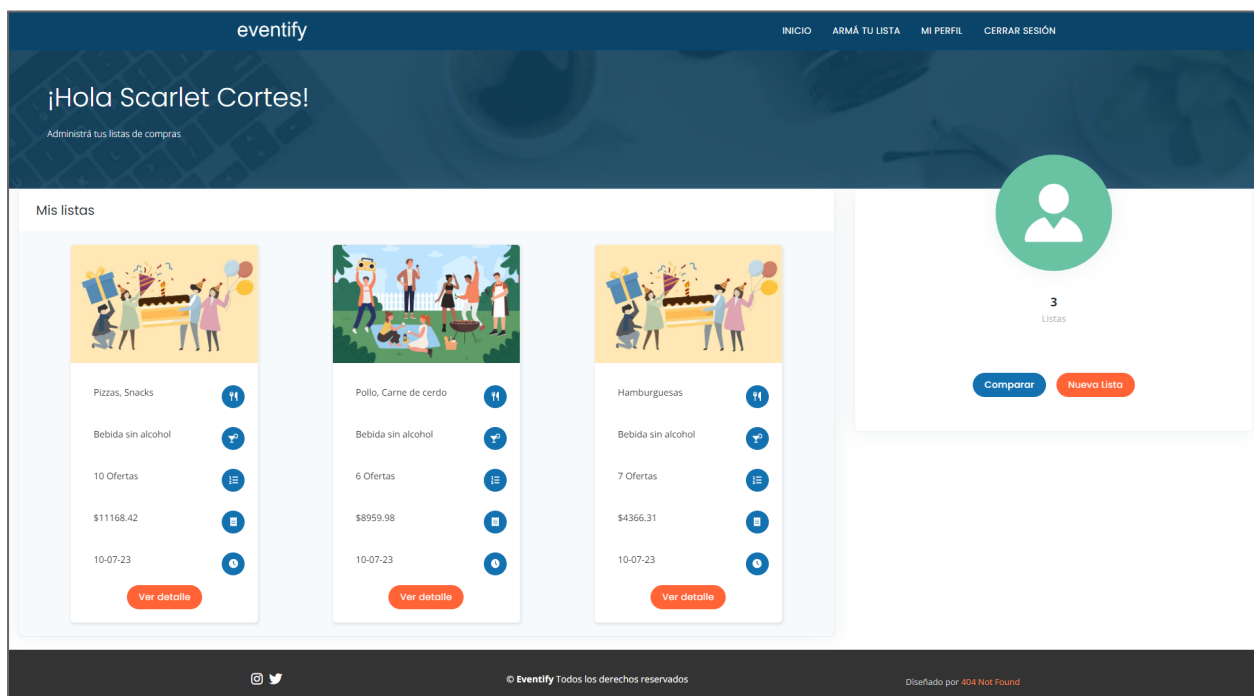 eventify
INICIO ARMÁ TU LISTA MI PERFIL CERRAR SESIÓN
¡Hola Scarlet Cortes!
Administrá tus listas de compras
Mis listas
Pizzas, Snacks
Bebida sin alcohol
10 Ofertas
$11168.42
10-07-23
Ver detalle
Pollo, Carne de cerdo
Bebida sin alcohol
6 Ofertas
$8959.98
10-07-23
Ver detalle
Hamburguesas
Bebida sin alcohol
7 Ofertas
$4366.31
10-07-23
Ver detalle
3
Listas
Comparar Nueva Lista
© Eventify Todos los derechos reservados
Diseñado por 404 Not Found